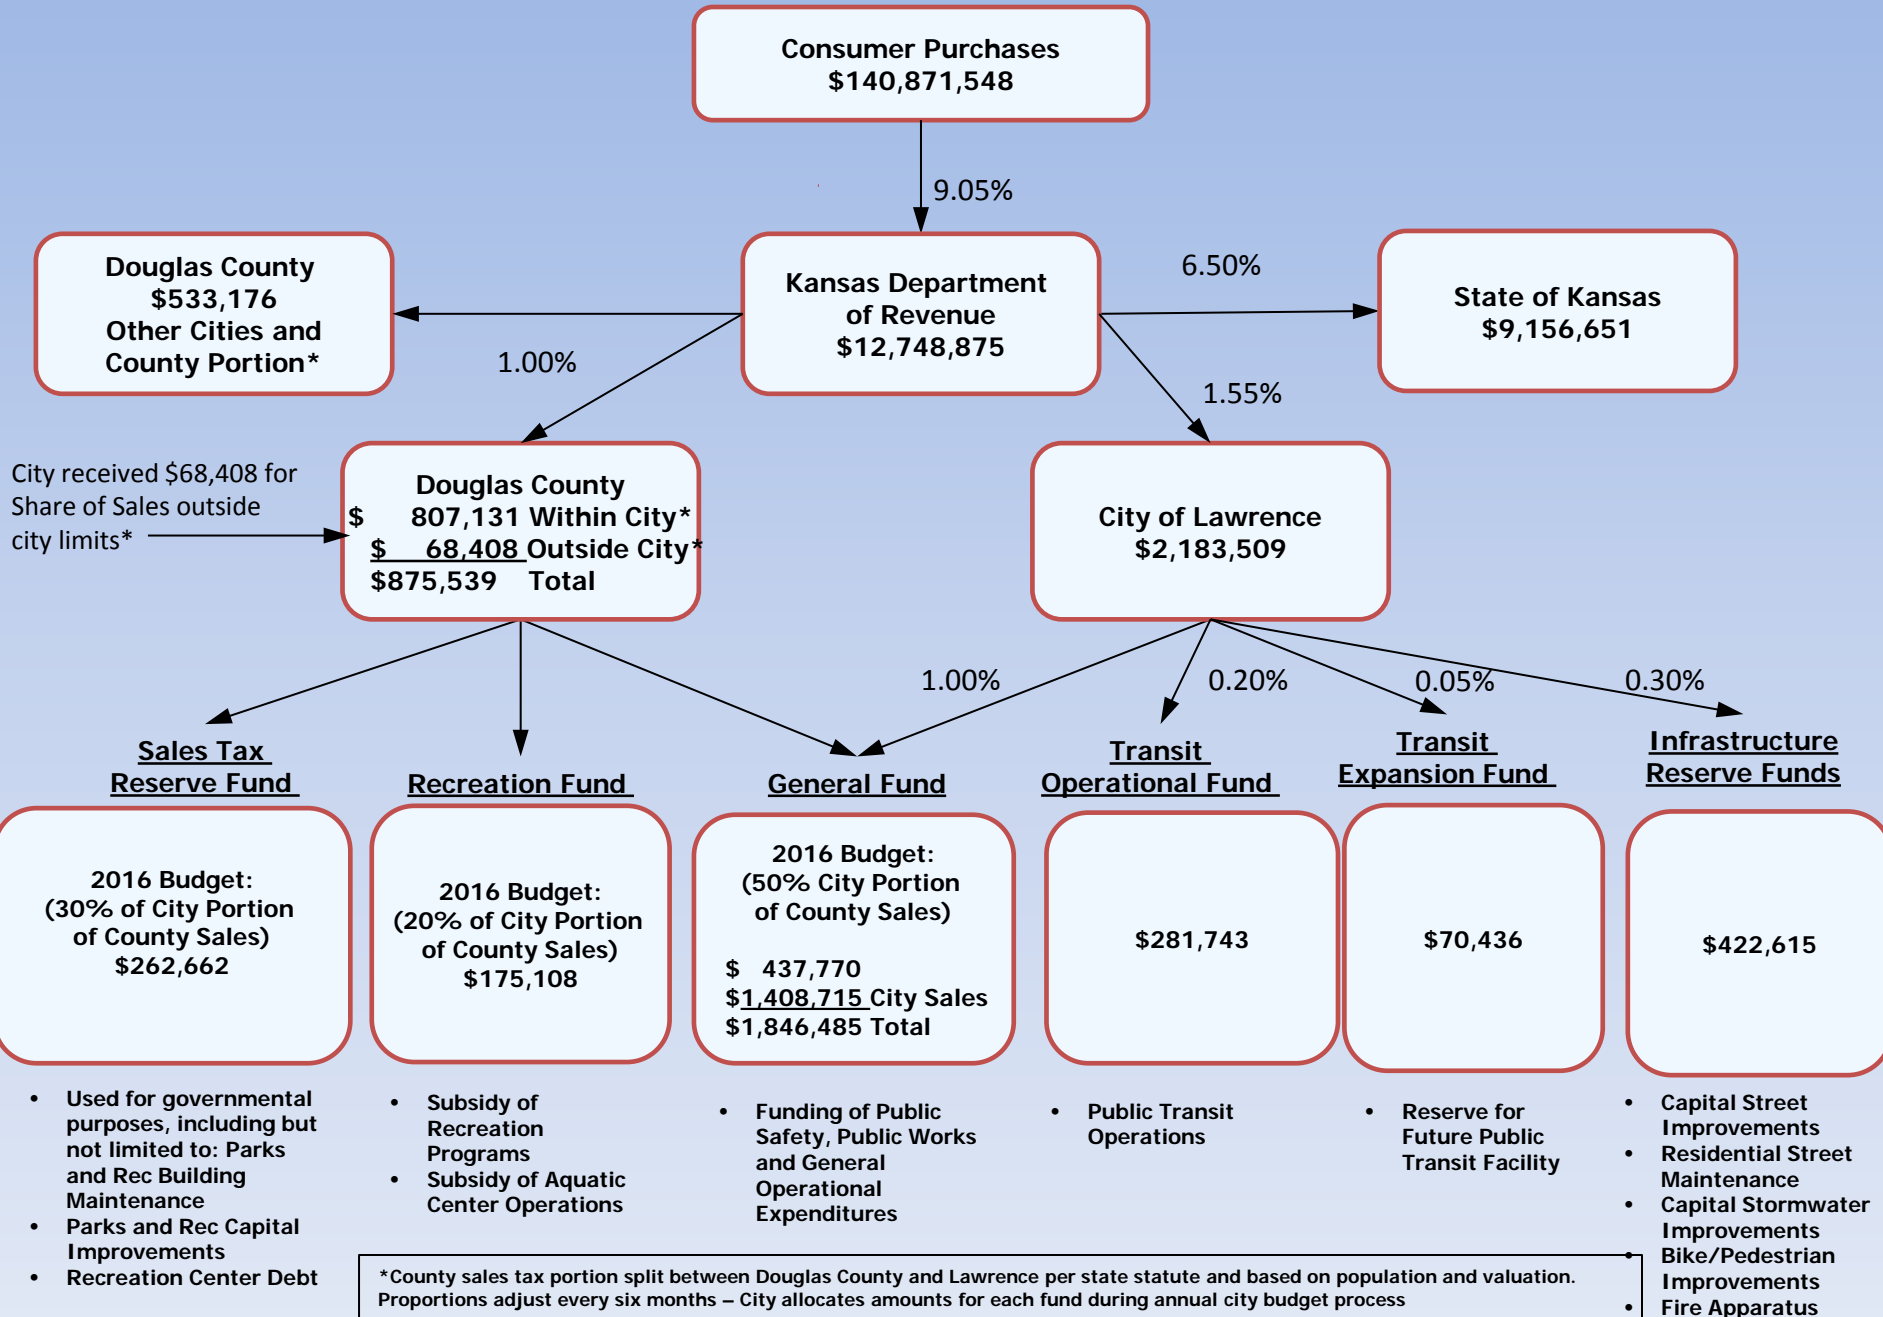 Consumer Purchases
$140,871,548
9.05%
Douglas County
$533,176
Other Cities and
County Portion*
Kansas Department
of Revenue
$12,748,875
6.50%
State of Kansas
$9,156,651
1.00%
1.55%
City received $68,408 for
Share of Sales outside
city limits*
Douglas County
$ 807,131 Within City*
$ 68,408 Outside City*
$875,539 Total
City of Lawrence
$2,183,509
1.00%
0.20%
0.05%
0.30%
Sales Tax
Reserve Fund
2016 Budget:
(30% of City Portion
of County Sales)
$262,662
• Used for governmental
purposes, including but
not limited to: Parks
and Rec Building
Maintenance
• Parks and Rec Capital
Improvements
• Recreation Center Debt
Recreation Fund
2016 Budget:
(20% of City Portion
of County Sales)
$175,108
• Subsidy of
Recreation
Programs
• Subsidy of Aquatic
Center Operations
General Fund
2016 Budget:
(50% City Portion
of County Sales)
$ 437,770
$1,408,715 City Sales
$1,846,485 Total
• Funding of Public
Safety, Public Works
and General
Operational
Expenditures
Transit
Operational Fund
$281,743
• Public Transit
Operations
Transit
Expansion Fund
$70,436
• Reserve for
Future Public
Transit Facility
Infrastructure
Reserve Funds
$422,615
• Capital Street
Improvements
• Residential Street
Maintenance
• Capital Stormwater
Improvements
• Bike/Pedestrian
Improvements
• Fire Apparatus
*County sales tax portion split between Douglas County and Lawrence per state statute and based on population and valuation.
Proportions adjust every six months – City allocates amounts for each fund during annual city budget process